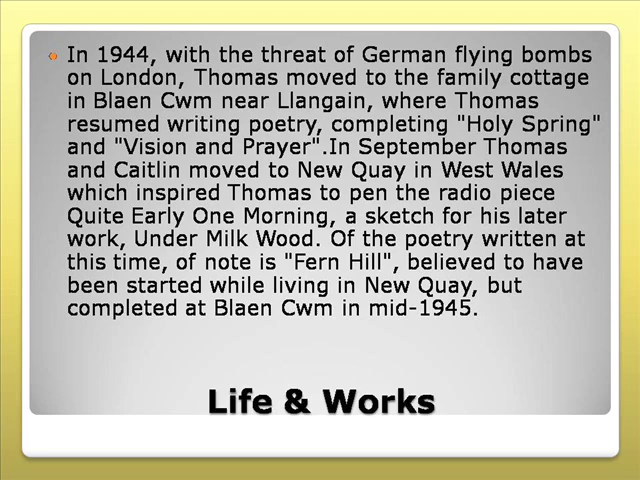 In 1944, with the threat of German flying bombs
on London, Thomas moved to the family cottage
in Blaen Cwm near Llangain, where Thomas
resumed writing poetry, completing "Holy Spring"
and "Vision and Prayer".In September Thomas
and Caitlin moved to New Quay in West Wales
which inspired Thomas to pen the radio piece
Quite Early One Morning, a sketch for his later
work, Under Milk Wood. Of the poetry written at
this time, of note is "Fern Hill", believed to have
been started while living in New Quay, but
completed at Blaen Cwm in mid-1945.
Life & Works